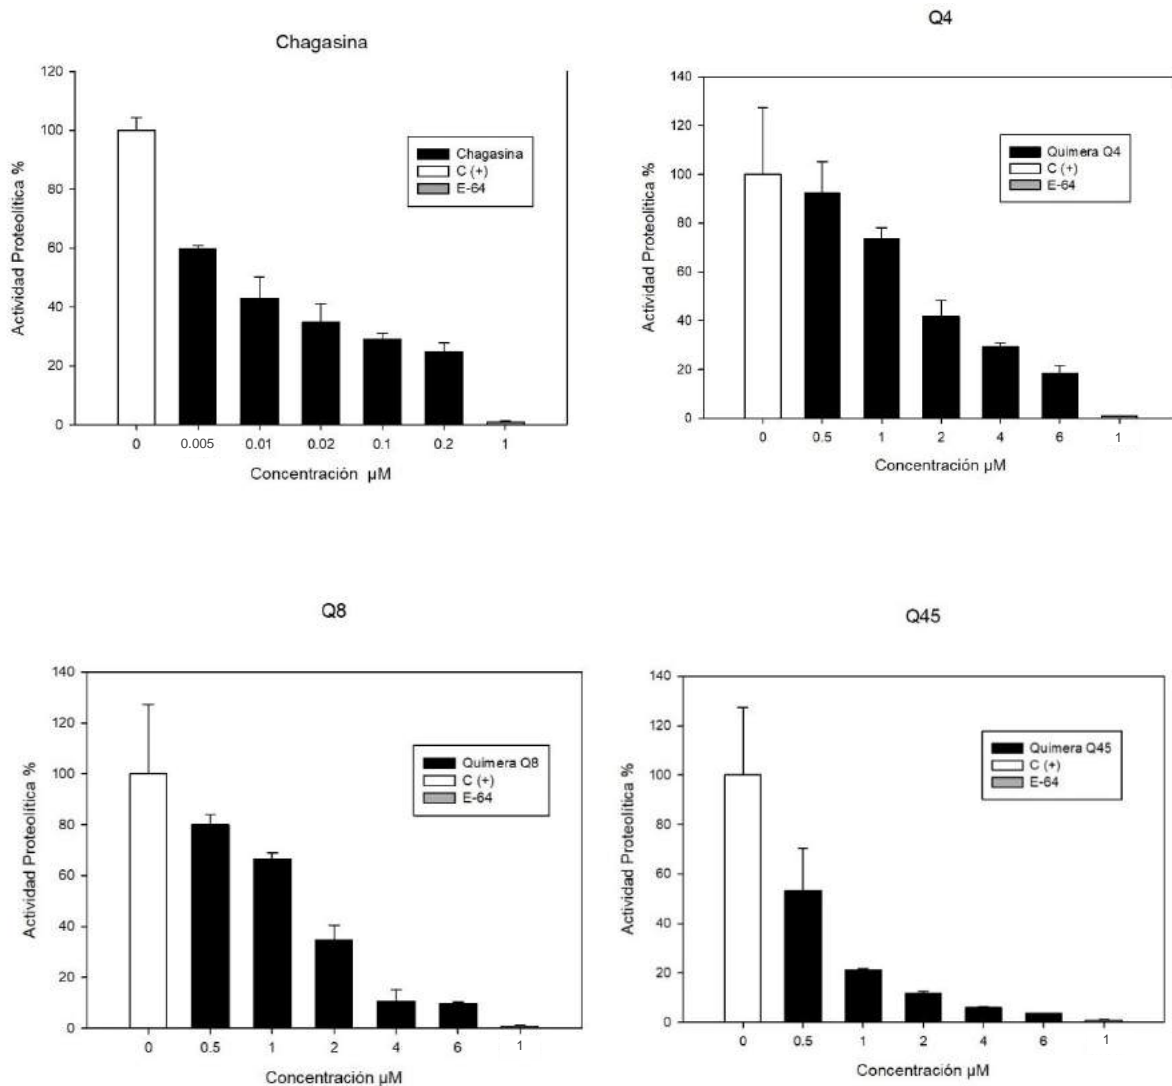 Chagasina
Actividad Proteolítica %
120
100
80
60
40
20
0
Chagasina
C (+)
E-64
0 0.005 0.01 0.02 0.1 0.2 1
Concentración µM
Q4
Actividad Proteolítica %
140
120
100
80
60
40
20
0
Quimera Q4
C (+)
E-64
0 0.5 1 2 4 6 1
Concentración µM
Q8
Actividad Proteolítica %
140
120
100
80
60
40
20
0
Quimera Q8
C (+)
E-64
0 0.5 1 2 4 6 1
Concentración µM
Q45
Actividad Proteolítica %
140
120
100
80
60
40
20
0
Quimera Q45
C (+)
E-64
0 0.5 1 2 4 6 1
Concentración µM